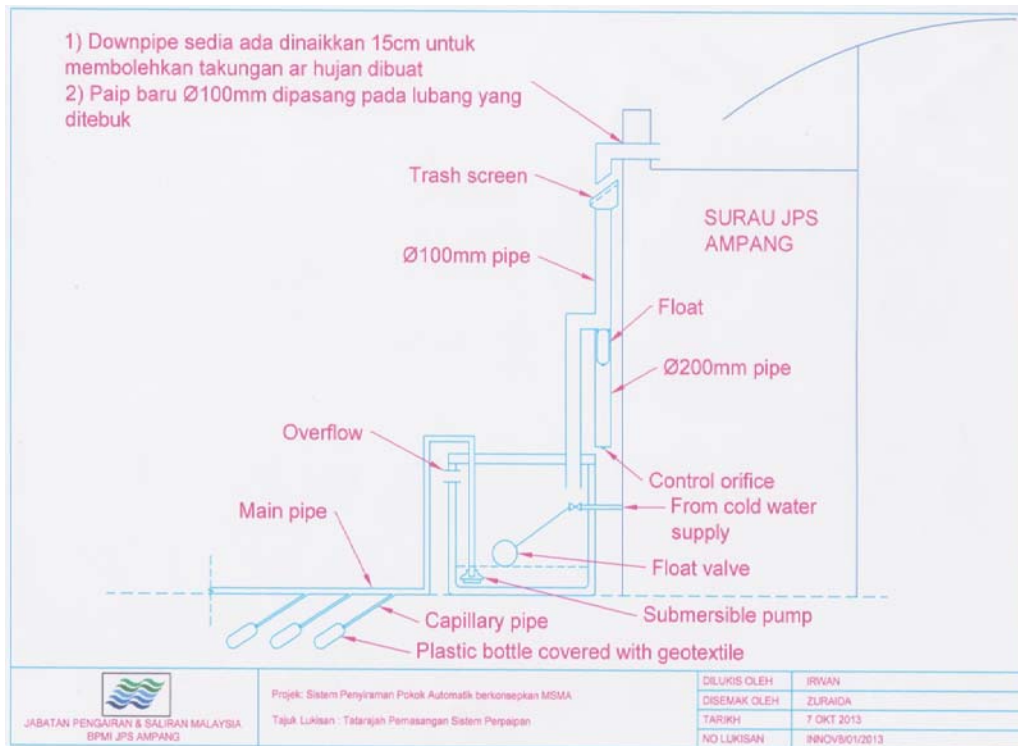 1) Downpipe sedia ada dinaikkan 15cm untuk
membolehkan takungan ar hujan dibuat
2) Paip baru Ø100mm dipasang pada lubang yang
ditebuk
Trash screen
SURAU JPS
AMPANG
Ø100mm pipe
Float
Ø200mm pipe
Overflow
Control orifice
From cold water
supply
Main pipe
Float valve
Submersible pump
Capillary pipe
Plastic bottle covered with geotextile
JABATAN PENGAIRAN & SALIRAN MALAYSIA
BPMI JPS AMPANG
Projek: Sistem Penyiraman Pokok Automatik berkonsepkan MSMA
Tajuk Lukisan : Tatarajah Pemasangan Sistem Perpaipan
DILUKIS OLEH IRWAN
DISEMAK OLEH ZURAIDA
TARIKH 7 OKT 2013
NO LUKISAN INNOV8/01/2013